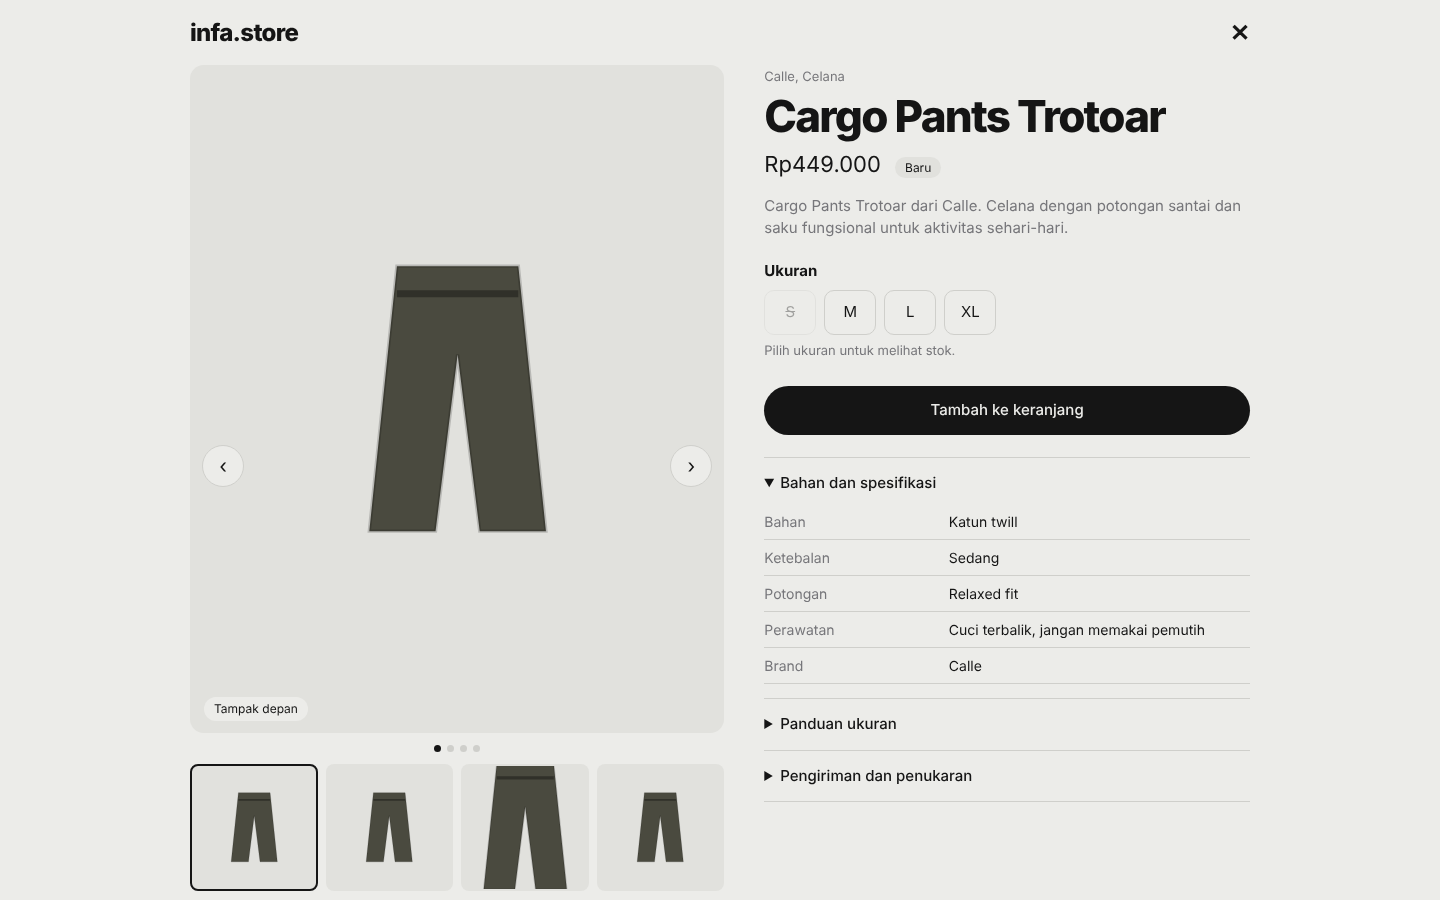 infa.store
✕
Calle, Celana
Cargo Pants Trotoar
Rp449.000
Baru
Cargo Pants Trotoar dari Calle. Celana dengan potongan santai dan
saku fungsional untuk aktivitas sehari-hari.
Ukuran
S M L XL
Pilih ukuran untuk melihat stok.
Tambah ke keranjang
▼ Bahan dan spesifikasi
Bahan Katun twill
Ketebalan Sedang
Potongan Relaxed fit
Perawatan Cuci terbalik, jangan memakai pemutih
Brand Calle
▶ Panduan ukuran
▶ Pengiriman dan penukaran
‹ ›
Tampak depan